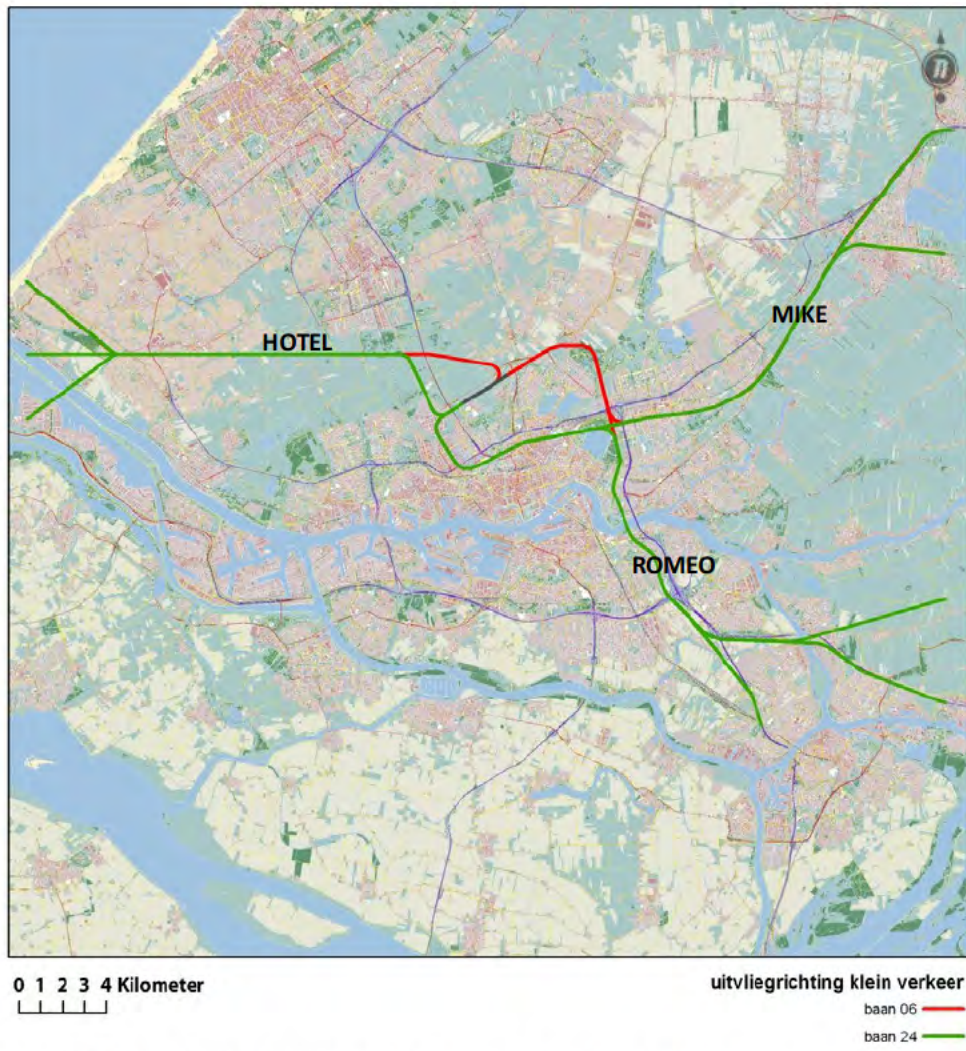 HOTEL
MIKE
ROMEO
0 1 2 3 4 Kilometer
uitvliegrichting klein verkeer
baan 06
baan 24